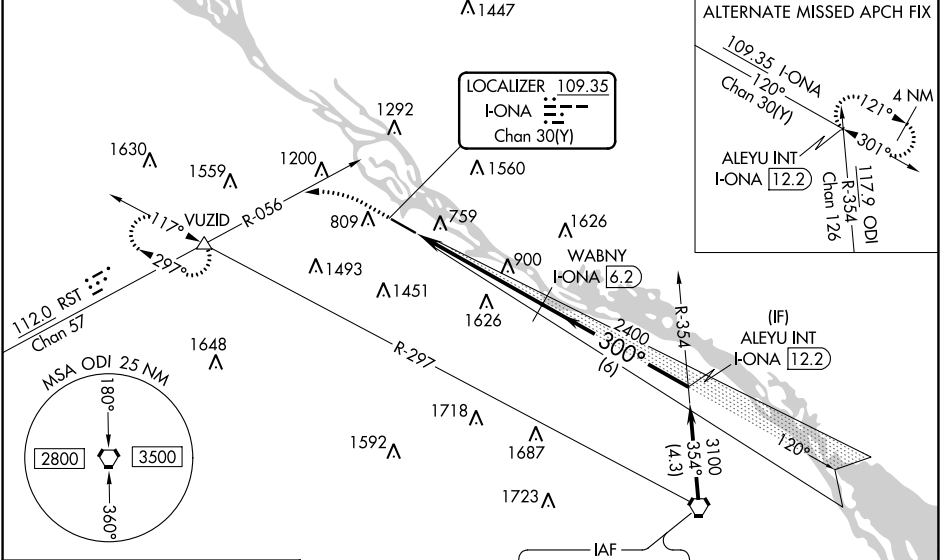 1447
ALTERNATE MISSED APCH FIX
109.35 I-ONA
120°
Chan 30(Y)
121°
4 NM
301°
ALEYU INT
I-ONA 12.2
117.9 ODI
R-354
Chan 126
LOCALIZER 109.35
I-ONA
Chan 30(Y)
1292
1630
1559
1200
1560
VUZID
R-056
117°
297°
809
759
1626
900
WABNY
I-ONA 6.2
1493
1451
1626
112.0 RST
Chan 57
R-297
2400
300°
(6)
R-354
(IF)
ALEYU INT
I-ONA 12.2
1648
MSA ODI 25 NM
180°
2800
3500
360°
1718
1687
1592
1723
3100
354°
(4.3)
120°
IAF